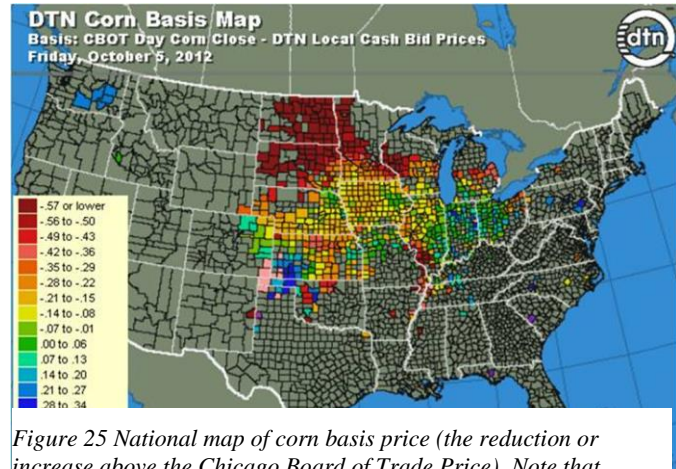 DTN Corn Basis Map
Basis: CBOT Day Corn Close - DTN Local Cash Bid Prices
Friday, October 5, 2012
dtn
-.57 or lower
-.56 to -.50
-.49 to -.43
-.42 to -.36
-.35 to -.29
-.28 to -.22
-.21 to -.15
-.14 to -.08
-.07 to -.01
.00 to .06
.07 to .13
.14 to .20
.21 to .27
.28 to .34
Figure 25 National map of corn basis price (the reduction or
increase above the Chicago Board of Trade Price). Note that